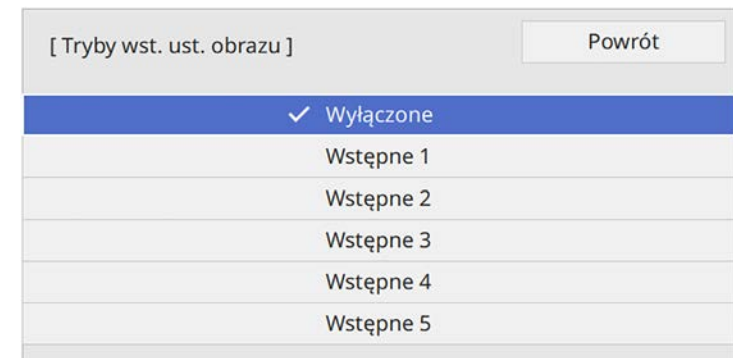 [ Tryby wst. ust. obrazu ]
Powrót
Wyłączone
Wstępne 1
Wstępne 2
Wstępne 3
Wstępne 4
Wstępne 5